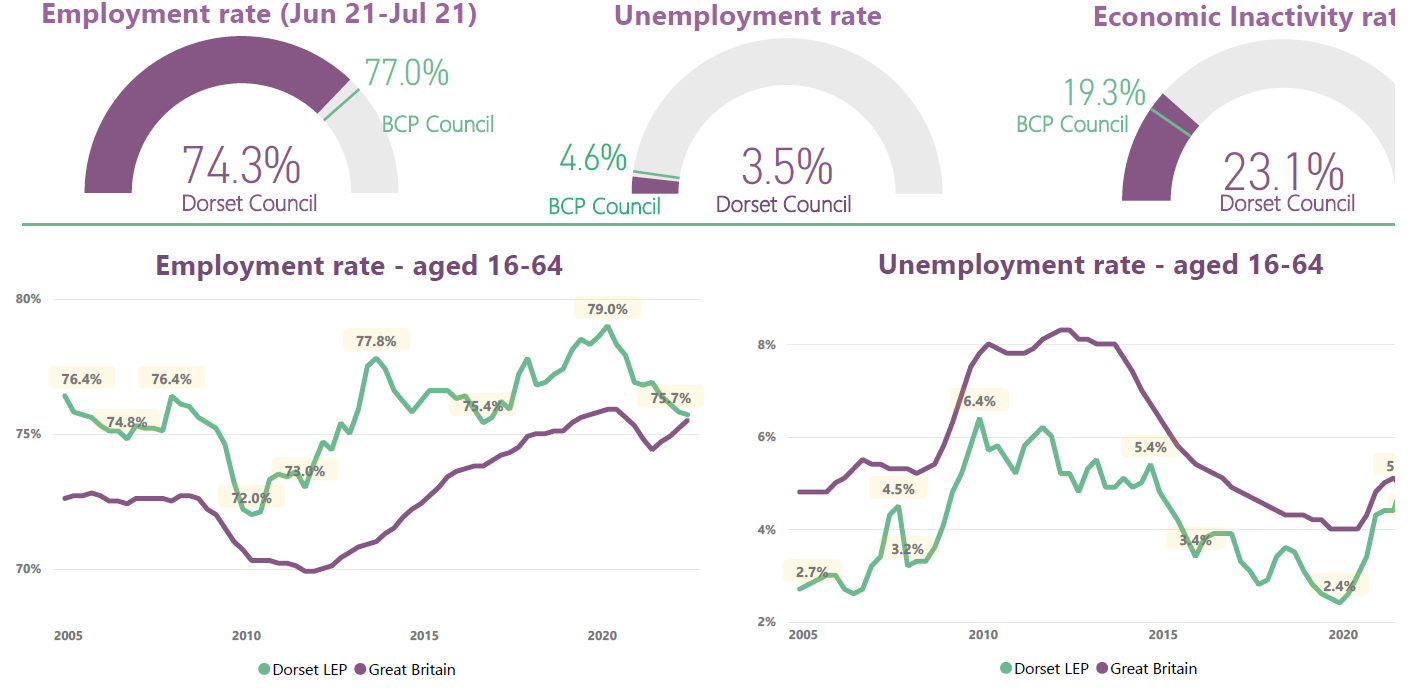 Employment rate (Jun 21-Jul 21)
77.0%
BCP Council
74.3%
Dorset Council
Unemployment rate
4.6%
BCP Council
3.5%
Dorset Council
Economic Inactivity rat
19.3%
BCP Council
23.1%
Dorset Council
Employment rate - aged 16-64
80%
75%
70%
76.4%
74.8%
76.4%
72.0%
73.0%
77.8%
75.4%
79.0%
75.7%
2005 2010 2015 2020
Dorset LEP Great Britain
Unemployment rate - aged 16-64
8%
6%
4%
2%
2.7%
4.5%
3.2%
6.4%
5.4%
3.4%
2.4%
5
2005 2010 2015 2020
Dorset LEP Great Britain